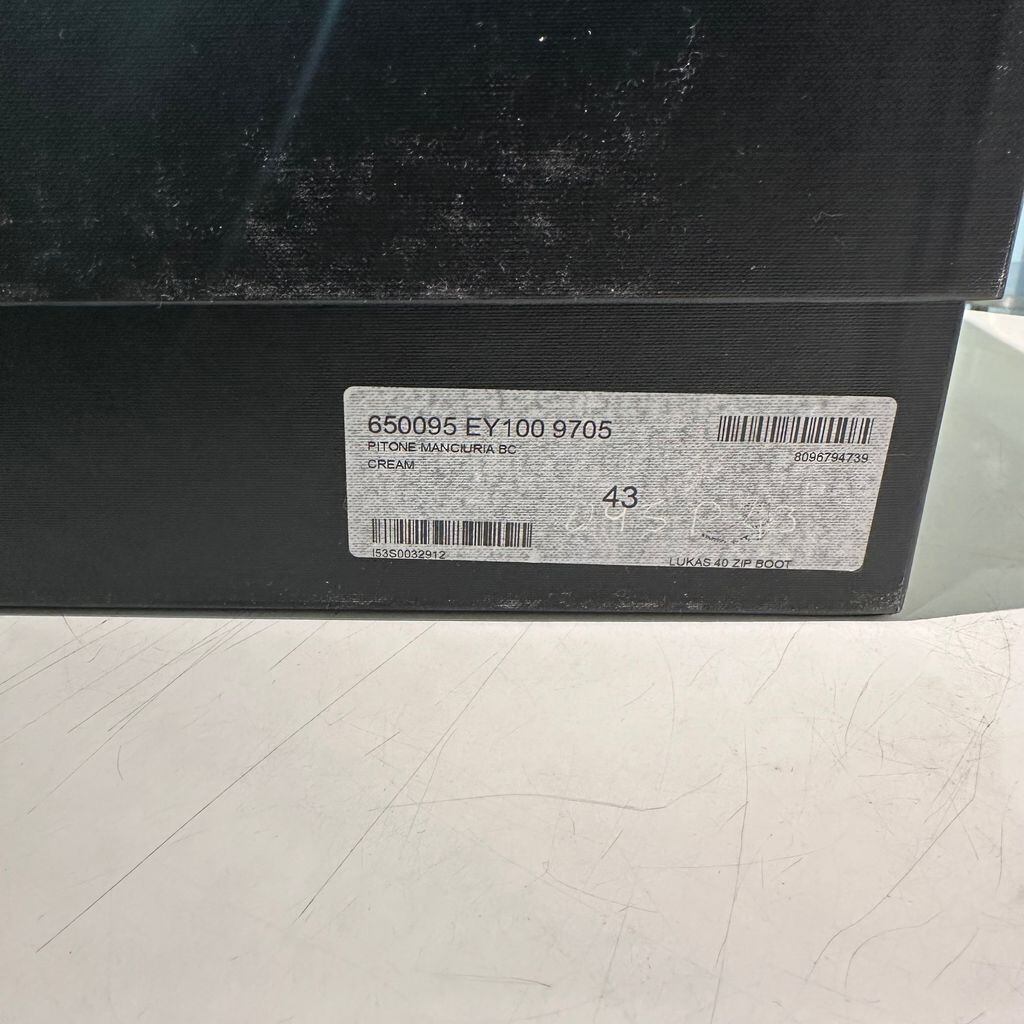 650095 EY100 9705
PITONE MANCIURIA BC
CREAM
8096794739
43
I53S0032912
LUKAS 40 ZIP BOOT